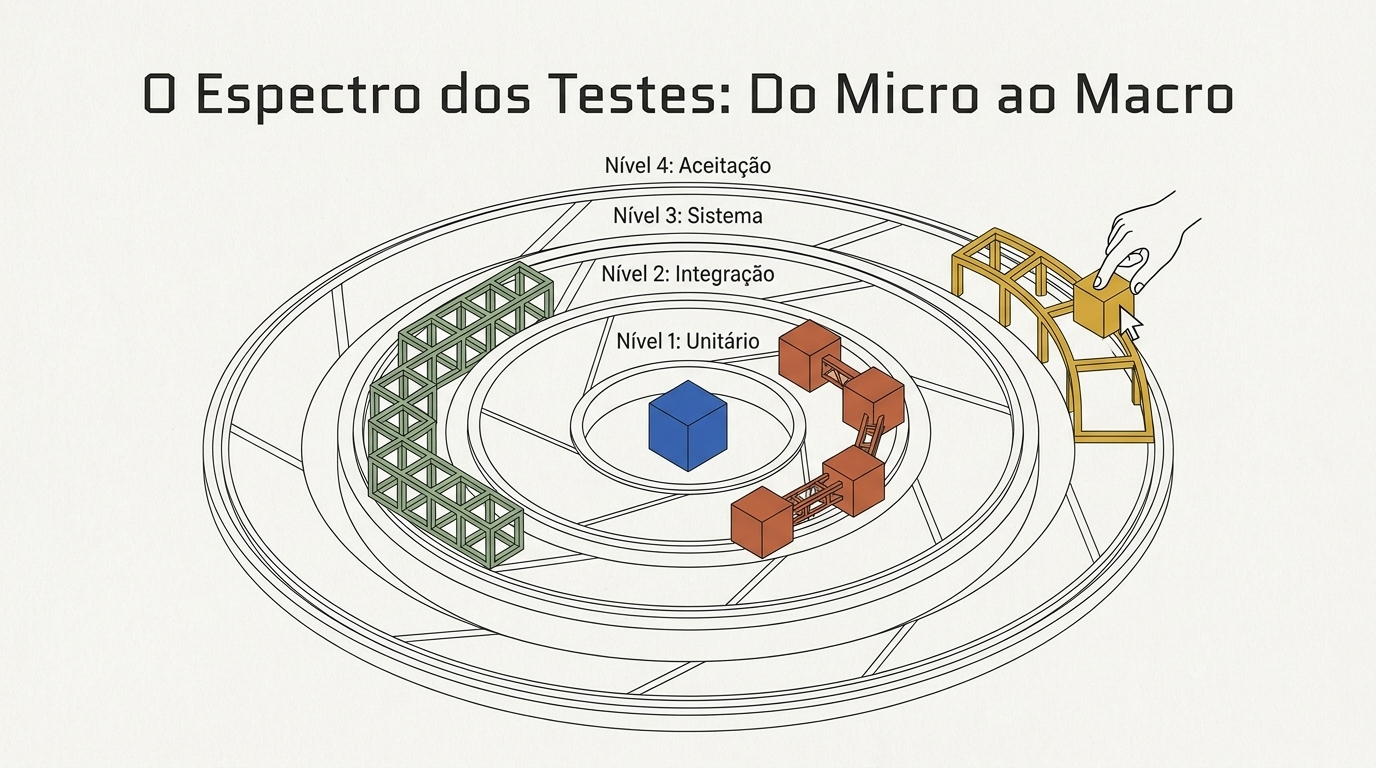 O Espectro dos Testes: Do Micro ao Macro
Nível 4: Aceitação
Nível 3: Sistema
Nível 2: Integração
Nível 1: Unitário